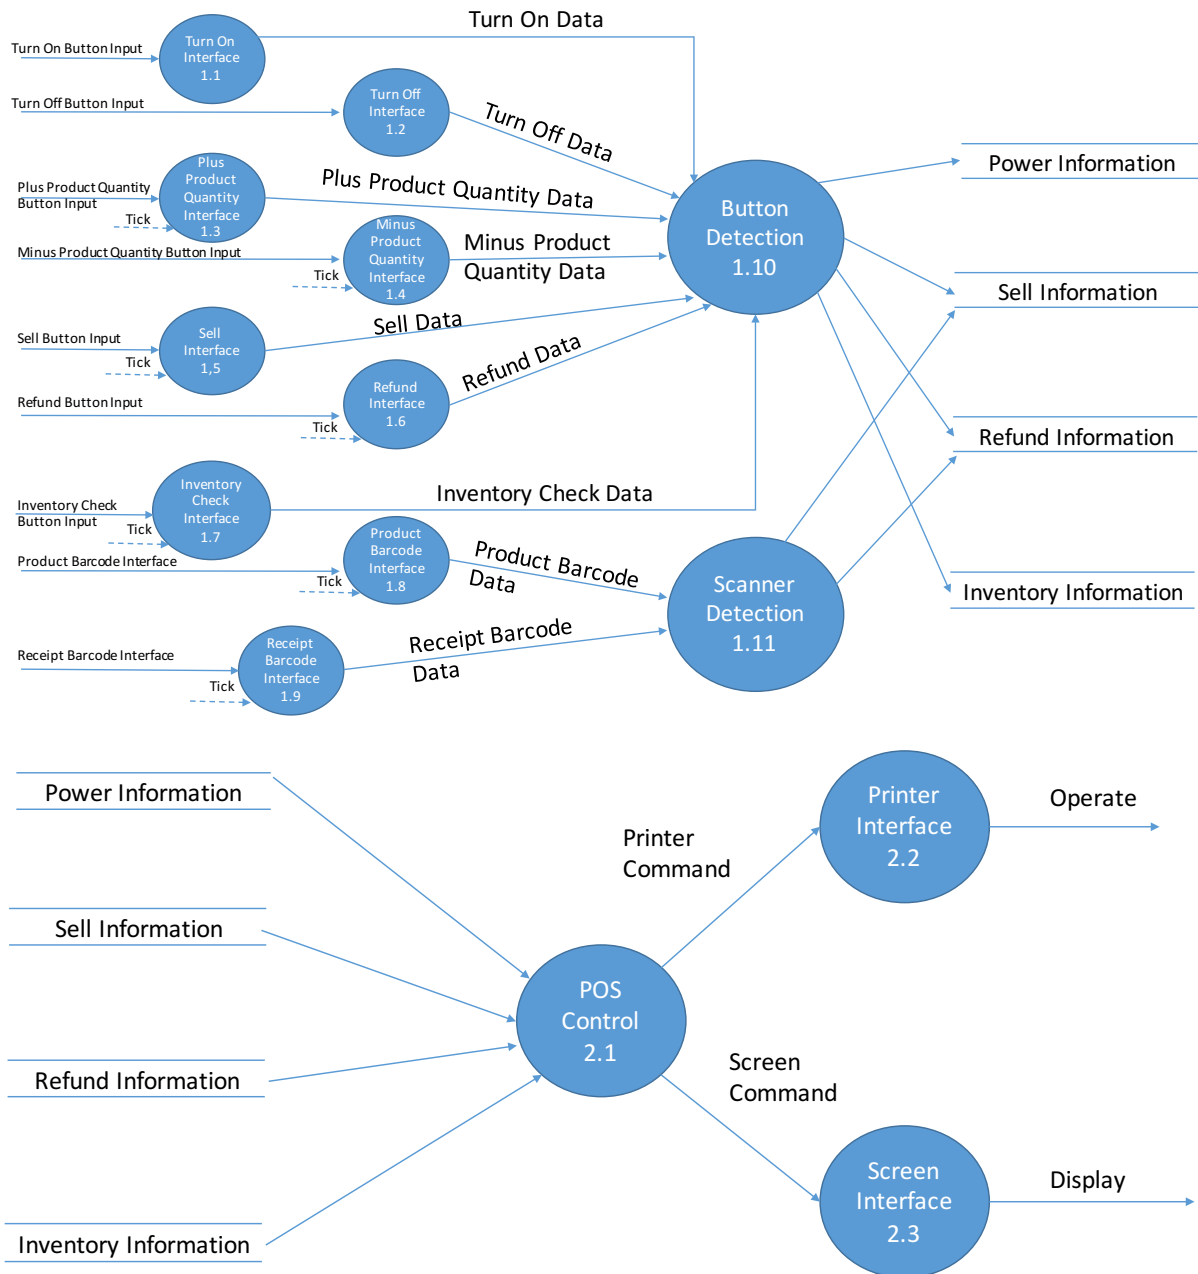 Turn On Data
Turn On Button Input
Turn On
Interface
1.1
Turn Off Button Input
Turn Off
Interface
1.2
Turn Off Data
Plus Product Quantity
Button Input
Tick
Plus
Product
Quantity
Interface
1.3
Plus Product Quantity Data
Minus Product Quantity Button Input
Tick
Minus
Product
Quantity
Interface
1.4
Minus Product
Quantity Data
Button
Detection
1.10
Power Information
Sell Information
Sell Button Input
Tick
Sell
Interface
1,5
Sell Data
Refund Button Input
Tick
Refund
Interface
1.6
Refund Data
Refund Information
Inventory Check
Button Input
Tick
Inventory
Check
Interface
1.7
Inventory Check Data
Product Barcode Interface
Tick
Product
Barcode
Interface
1.8
Product Barcode
Data
Scanner
Detection
1.11
Inventory Information
Receipt Barcode Interface
Tick
Receipt
Barcode
Interface
1.9
Receipt Barcode
Data
Power Information
Sell Information
Refund Information
Inventory Information
POS
Control
2.1
Printer
Command
Printer
Interface
2.2
Operate
Screen
Command
Screen
Interface
2.3
Display